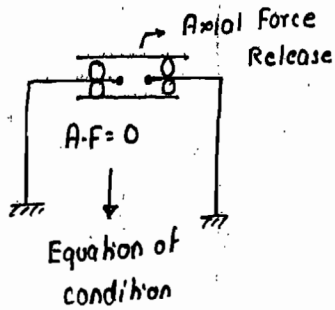 Axial Force
Release
A.F = 0
Equation of
condition